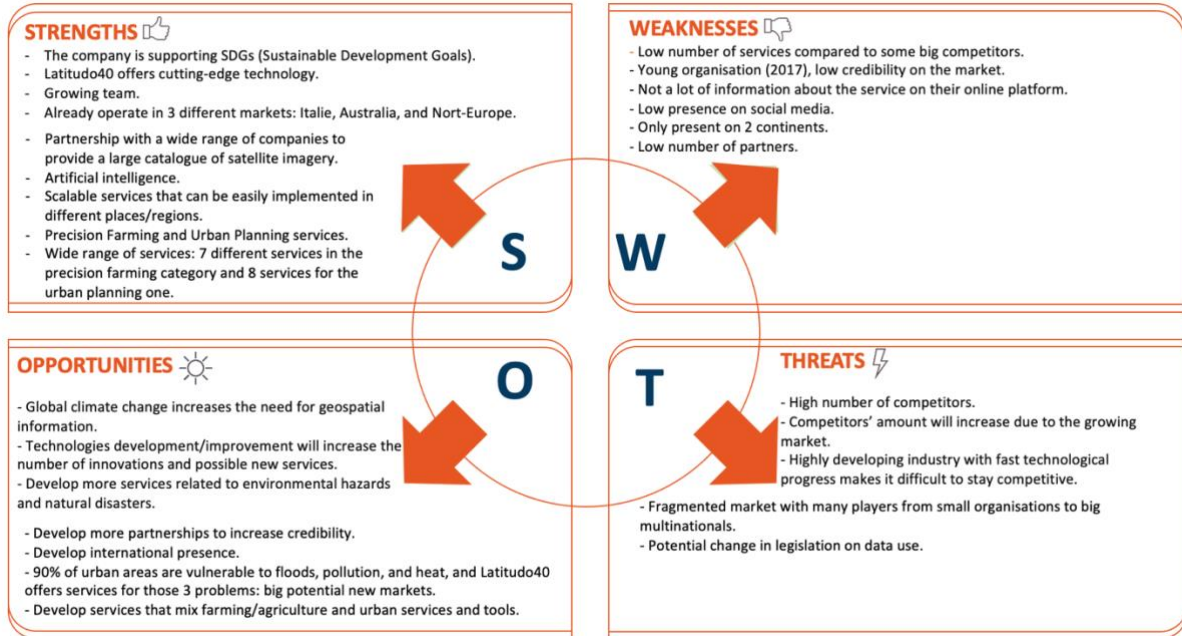 STRENGTHS
- The company is supporting SDGs (Sustainable Development Goals).
- Latitudo40 offers cutting-edge technology.
- Growing team.
- Already operate in 3 different markets: Italie, Australia, and Nort-Europe.
- Partnership with a wide range of companies to
provide a large catalogue of satellite imagery.
- Artificial intelligence.
- Scalable services that can be easily implemented in
different places/regions.
- Precision Farming and Urban Planning services.
- Wide range of services: 7 different services in the
precision farming category and 8 services for the
urban planning one.
S
WEAKNESSES
- Low number of services compared to some big competitors.
- Young organisation (2017), low credibility on the market.
- Not a lot of information about the service on their online platform.
- Low presence on social media.
- Only present on 2 continents.
- Low number of partners.
W
OPPORTUNITIES
- Global climate change increases the need for geospatial
information.
- Technologies development/improvement will increase the
number of innovations and possible new services.
- Develop more services related to environmental hazards
and natural disasters.
- Develop more partnerships to increase credibility.
- Develop international presence.
- 90% of urban areas are vulnerable to floods, pollution, and heat, and Latitudo40
offers services for those 3 problems: big potential new markets.
- Develop services that mix farming/agriculture and urban services and tools.
O
THREATS
- High number of competitors.
- Competitors’ amount will increase due to the growing
market.
- Highly developing industry with fast technological
progress makes it difficult to stay competitive.
- Fragmented market with many players from small organisations to big
multinationals.
- Potential change in legislation on data use.
T